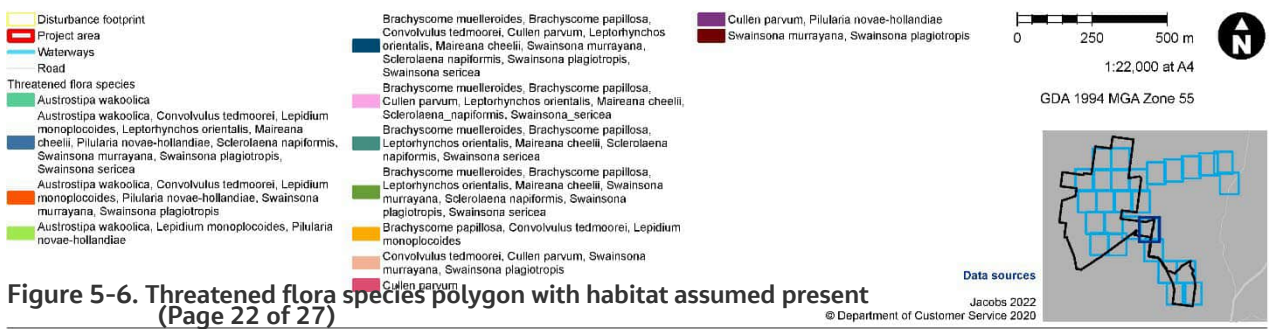 Disturbance footprint
Project area
Waterways
Road
Threatened flora species
Austrostipa wakoolica
Austrostipa wakoolica, Convolvulus tedmoorei, Lepidium
monoplocoides, Leptorhynchos orientalis, Maireana
cheelii, Pilularia novae-hollandiae, Sclerolaena napiformis,
Swainsona murrayana, Swainsona plagiotropis,
Swainsona sericea
Austrostipa wakoolica, Convolvulus tedmoorei, Lepidium
monoplocoides, Pilularia novae-hollandiae, Swainsona
murrayana, Swainsona plagiotropis
Austrostipa wakoolica, Lepidium monoplocoides, Pilularia
novae-hollandiae
Brachyscome muelleroides, Brachyscome papillosa,
Convolvulus tedmoorei, Cullen parvum, Leptorhynchos
orientalis, Maireana cheelii, Swainsona murrayana,
Sclerolaena napiformis, Swainsona plagiotropis,
Swainsona sericea
Brachyscome muelleroides, Brachyscome papillosa,
Cullen parvum, Leptorhynchos orientalis, Maireana cheelii,
Sclerolaena_napiformis, Swainsona_sericea
Brachyscome muelleroides, Brachyscome papillosa,
Leptorhynchos orientalis, Maireana cheelii, Sclerolaena
napiformis, Swainsona sericea
Brachyscome muelleroides, Brachyscome papillosa,
Leptorhynchos orientalis, Maireana cheelii, Swainsona
murrayana, Sclerolaena napiformis, Swainsona
plagiotropis, Swainsona sericea
Brachyscome papillosa, Convolvulus tedmoorei, Lepidium
monoplocoides
Convolvulus tedmoorei, Cullen parvum, Swainsona
murrayana, Swainsona plagiotropis
Cullen parvum
Cullen parvum, Pilularia novae-hollandiae
Swainsona murrayana, Swainsona plagiotropis
0 250 500 m
N
1:22,000 at A4
GDA 1994 MGA Zone 55
Data sources
Jacobs 2022
© Department of Customer Service 2020
Figure 5-6. Threatened flora species polygon with habitat assumed present
(Page 22 of 27)